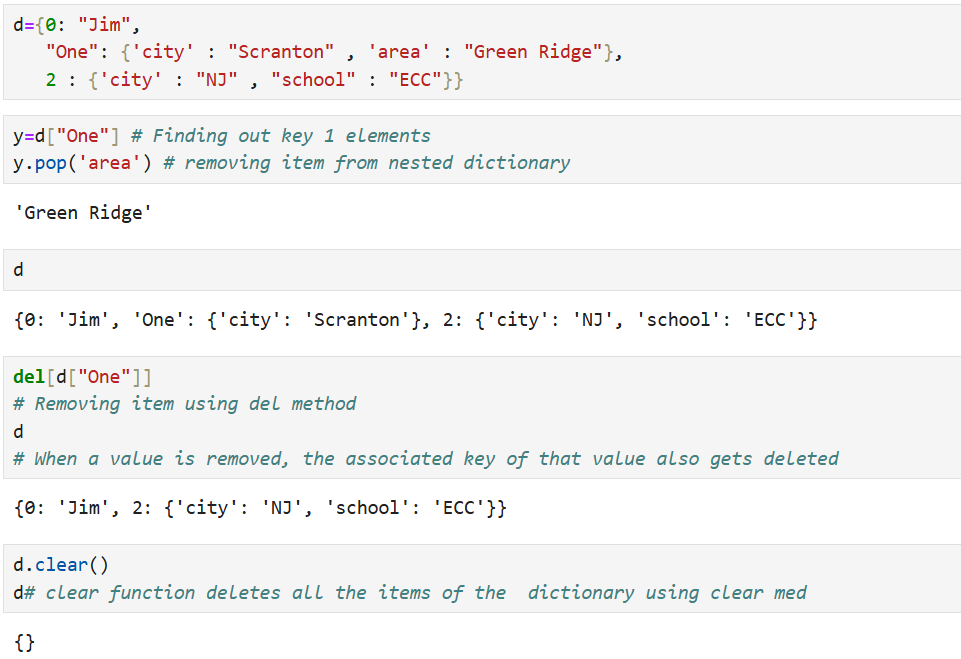 d={0: "Jim",
   "One": {'city' : "Scranton" , 'area' : "Green Ridge"},
   2 : {'city' : "NJ" , "school" : "ECC"}}
y=d["One"] # Finding out key 1 elements
y.pop('area') # removing item from nested dictionary
'Green Ridge'
d
{0: 'Jim', 'One': {'city': 'Scranton'}, 2: {'city': 'NJ', 'school': 'ECC'}}
del[d["One"]]
# Removing item using del method
d
# When a value is removed, the associated key of that value also gets deleted
{0: 'Jim', 2: {'city': 'NJ', 'school': 'ECC'}}
d.clear()
d# clear function deletes all the items of the  dictionary using clear med
{}